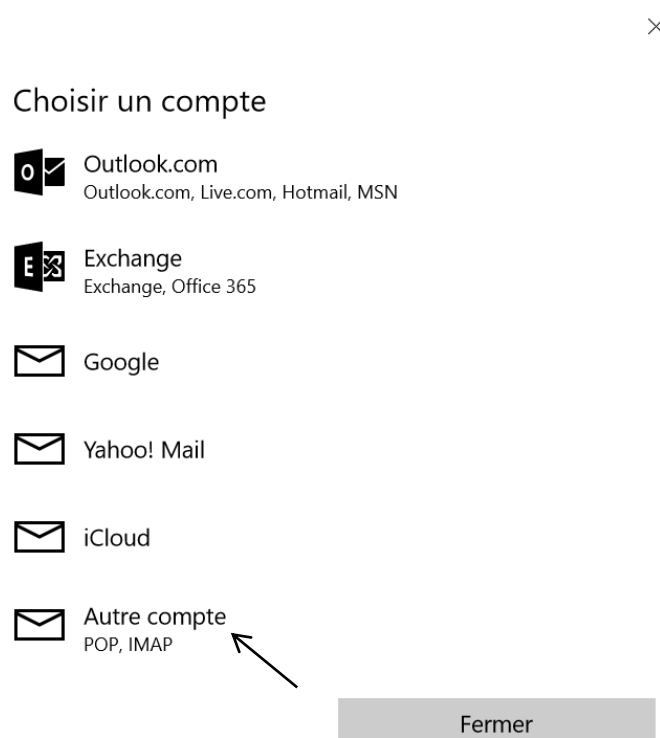 Choisir un compte
Outlook.com
Outlook.com, Live.com, Hotmail, MSN
Exchange
Exchange, Office 365
Google
Yahoo! Mail
iCloud
Autre compte
POP, IMAP
Fermer